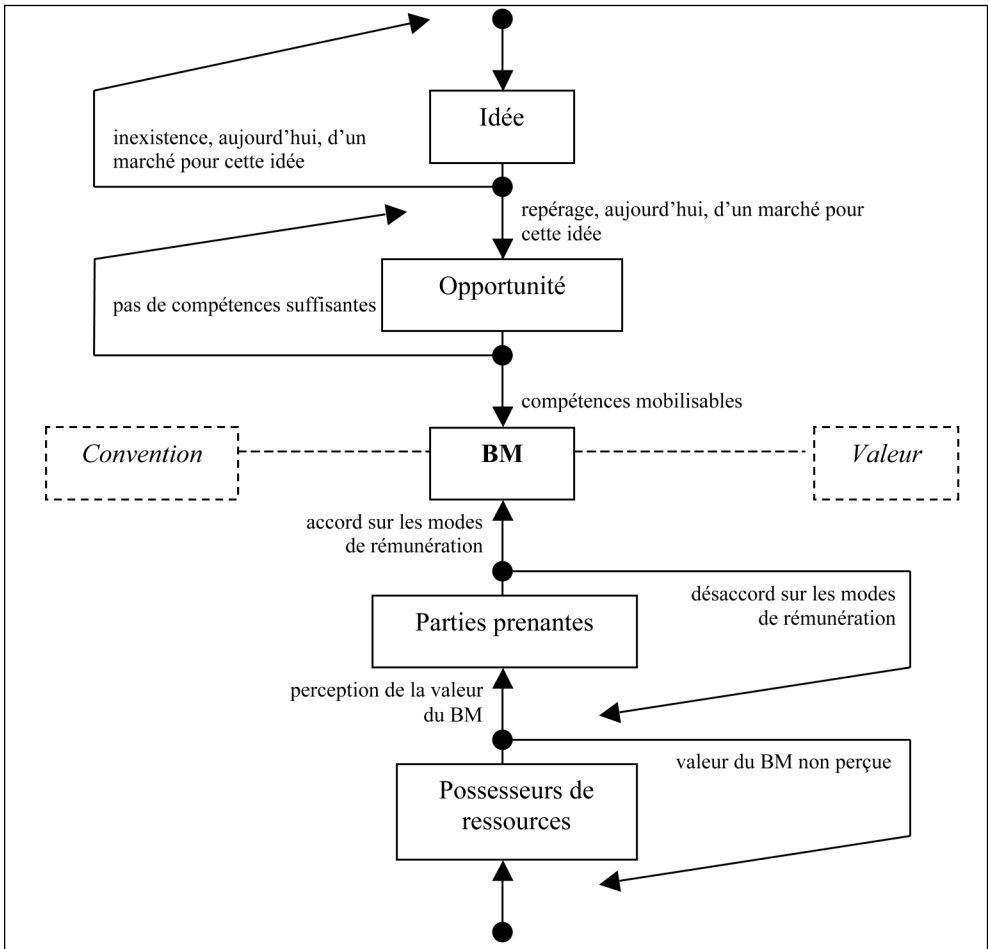 Idée
inexistence, aujourd’hui, d’un
marché pour cette idée
repérage, aujourd’hui, d’un marché pour
cette idée
Opportunité
pas de compétences suffisantes
compétences mobilisables
Convention
BM
Valeur
accord sur les modes
de rémunération
désaccord sur les modes
de rémunération
Parties prenantes
perception de la valeur
du BM
valeur du BM non perçue
Possesseurs de
ressources